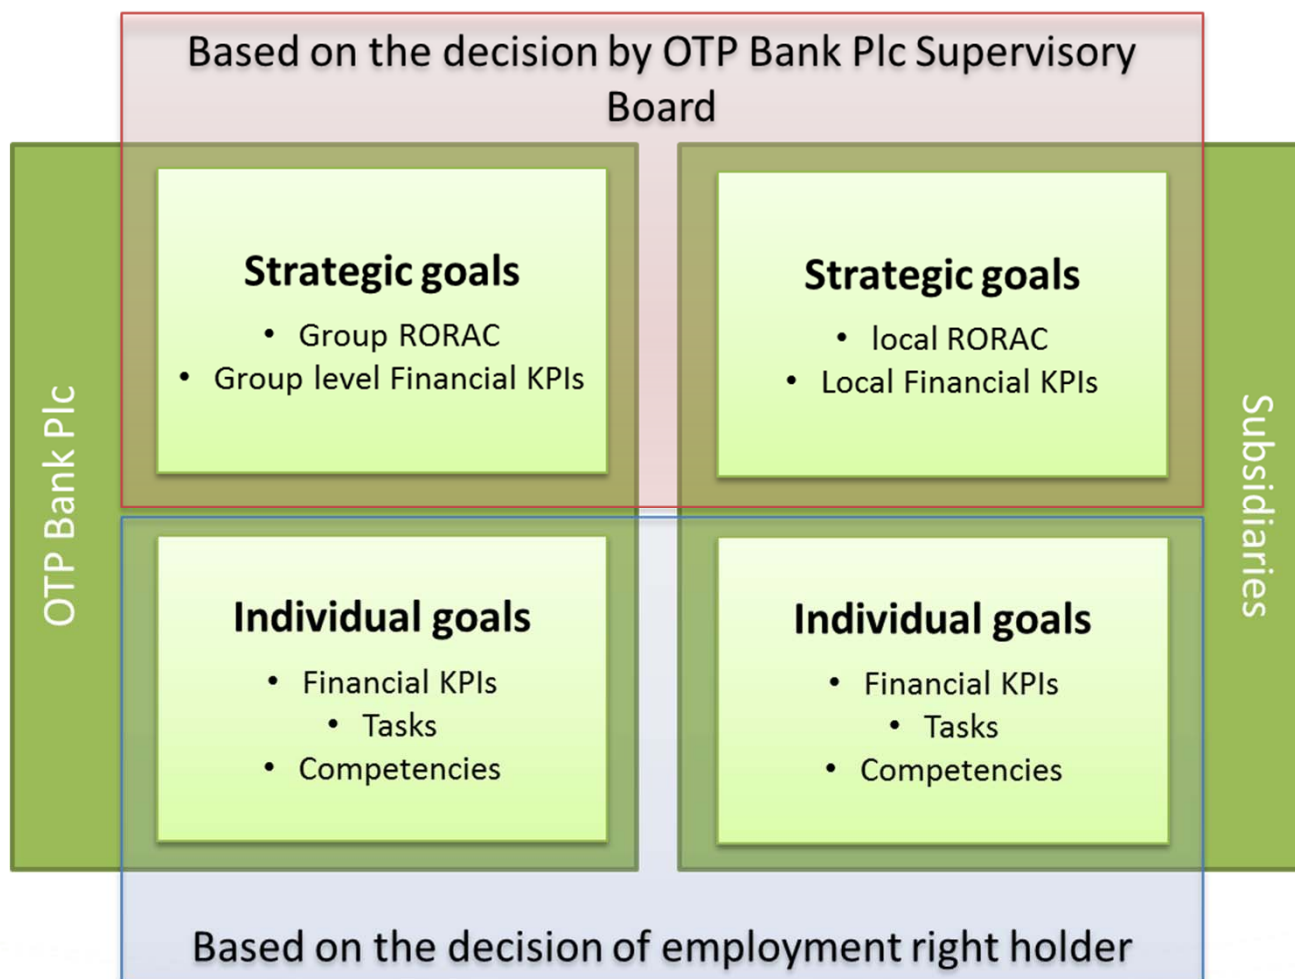 Based on the decision by OTP Bank Plc Supervisory
Board
OTP Bank Plc
Strategic goals
• Group RORAC
• Group level Financial KPIs
Strategic goals
• local RORAC
• Local Financial KPIs
Subsidiaries
Individual goals
• Financial KPIs
• Tasks
• Competencies
Individual goals
• Financial KPIs
• Tasks
• Competencies
Based on the decision of employment right holder